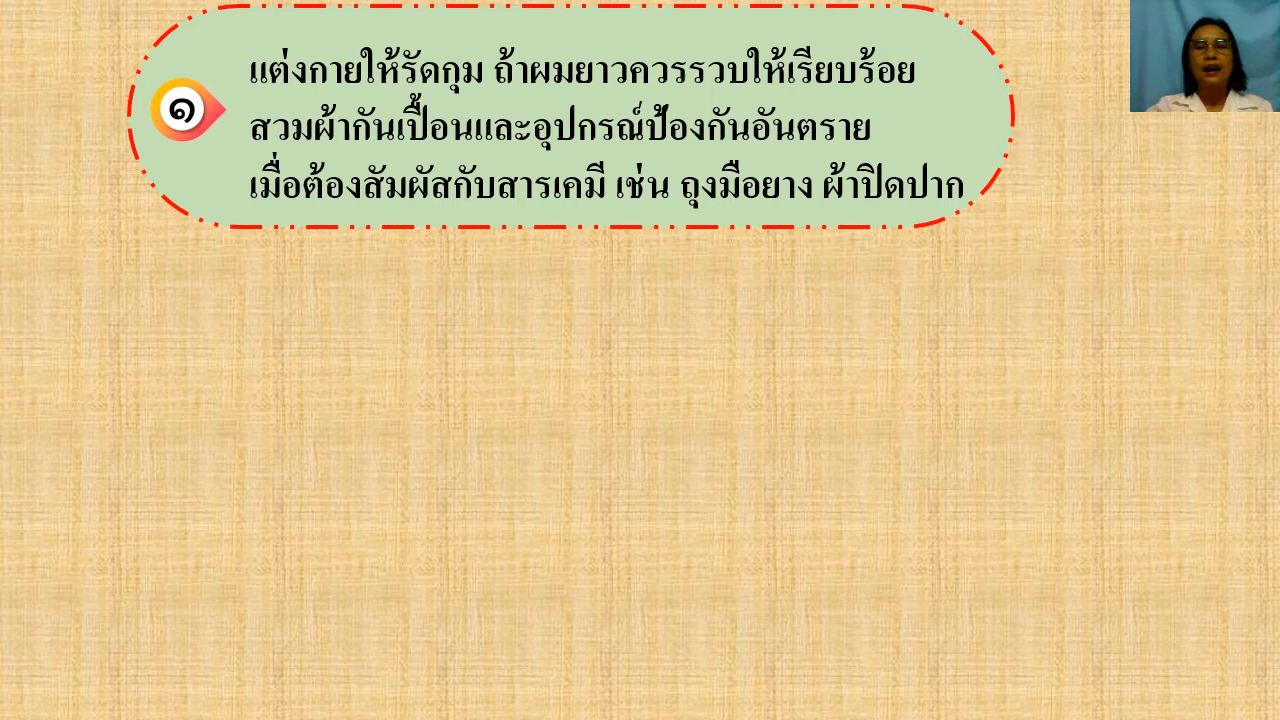 ๑
แต่งกายให้รัดกุม ถ้าผมยาวควรรวบให้เรียบร้อย
สวมผ้ากันเปื้อนและอุปกรณ์ป้องกันอันตราย
เมื่อต้องสัมผัสกับสารเคมี เช่น ถุงมือยาง ผ้าปิดปาก